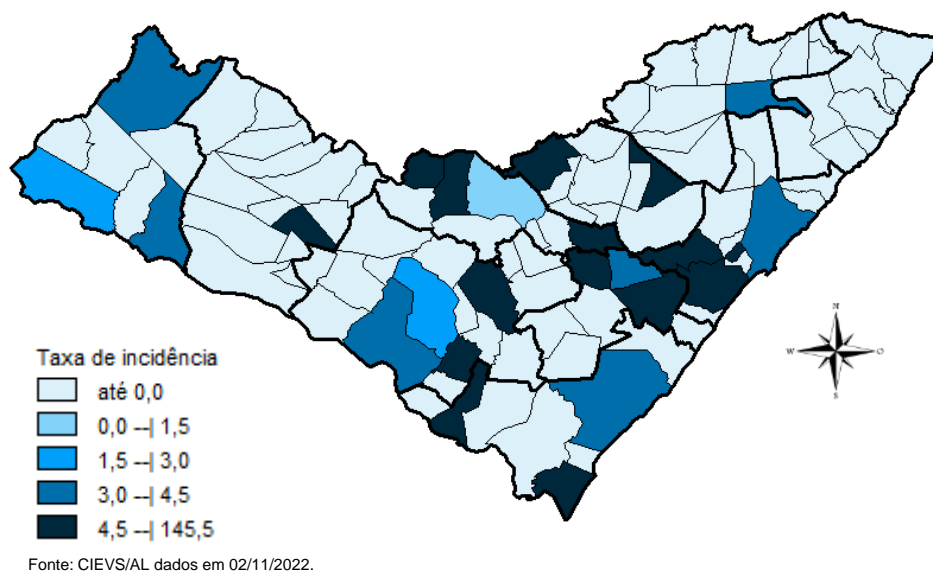 N
W O
S
Taxa de incidência
até 0,0
0,0 --| 1,5
1,5 --| 3,0
3,0 --| 4,5
4,5 --| 145,5
Fonte: CIEVS/AL dados em 02/11/2022.